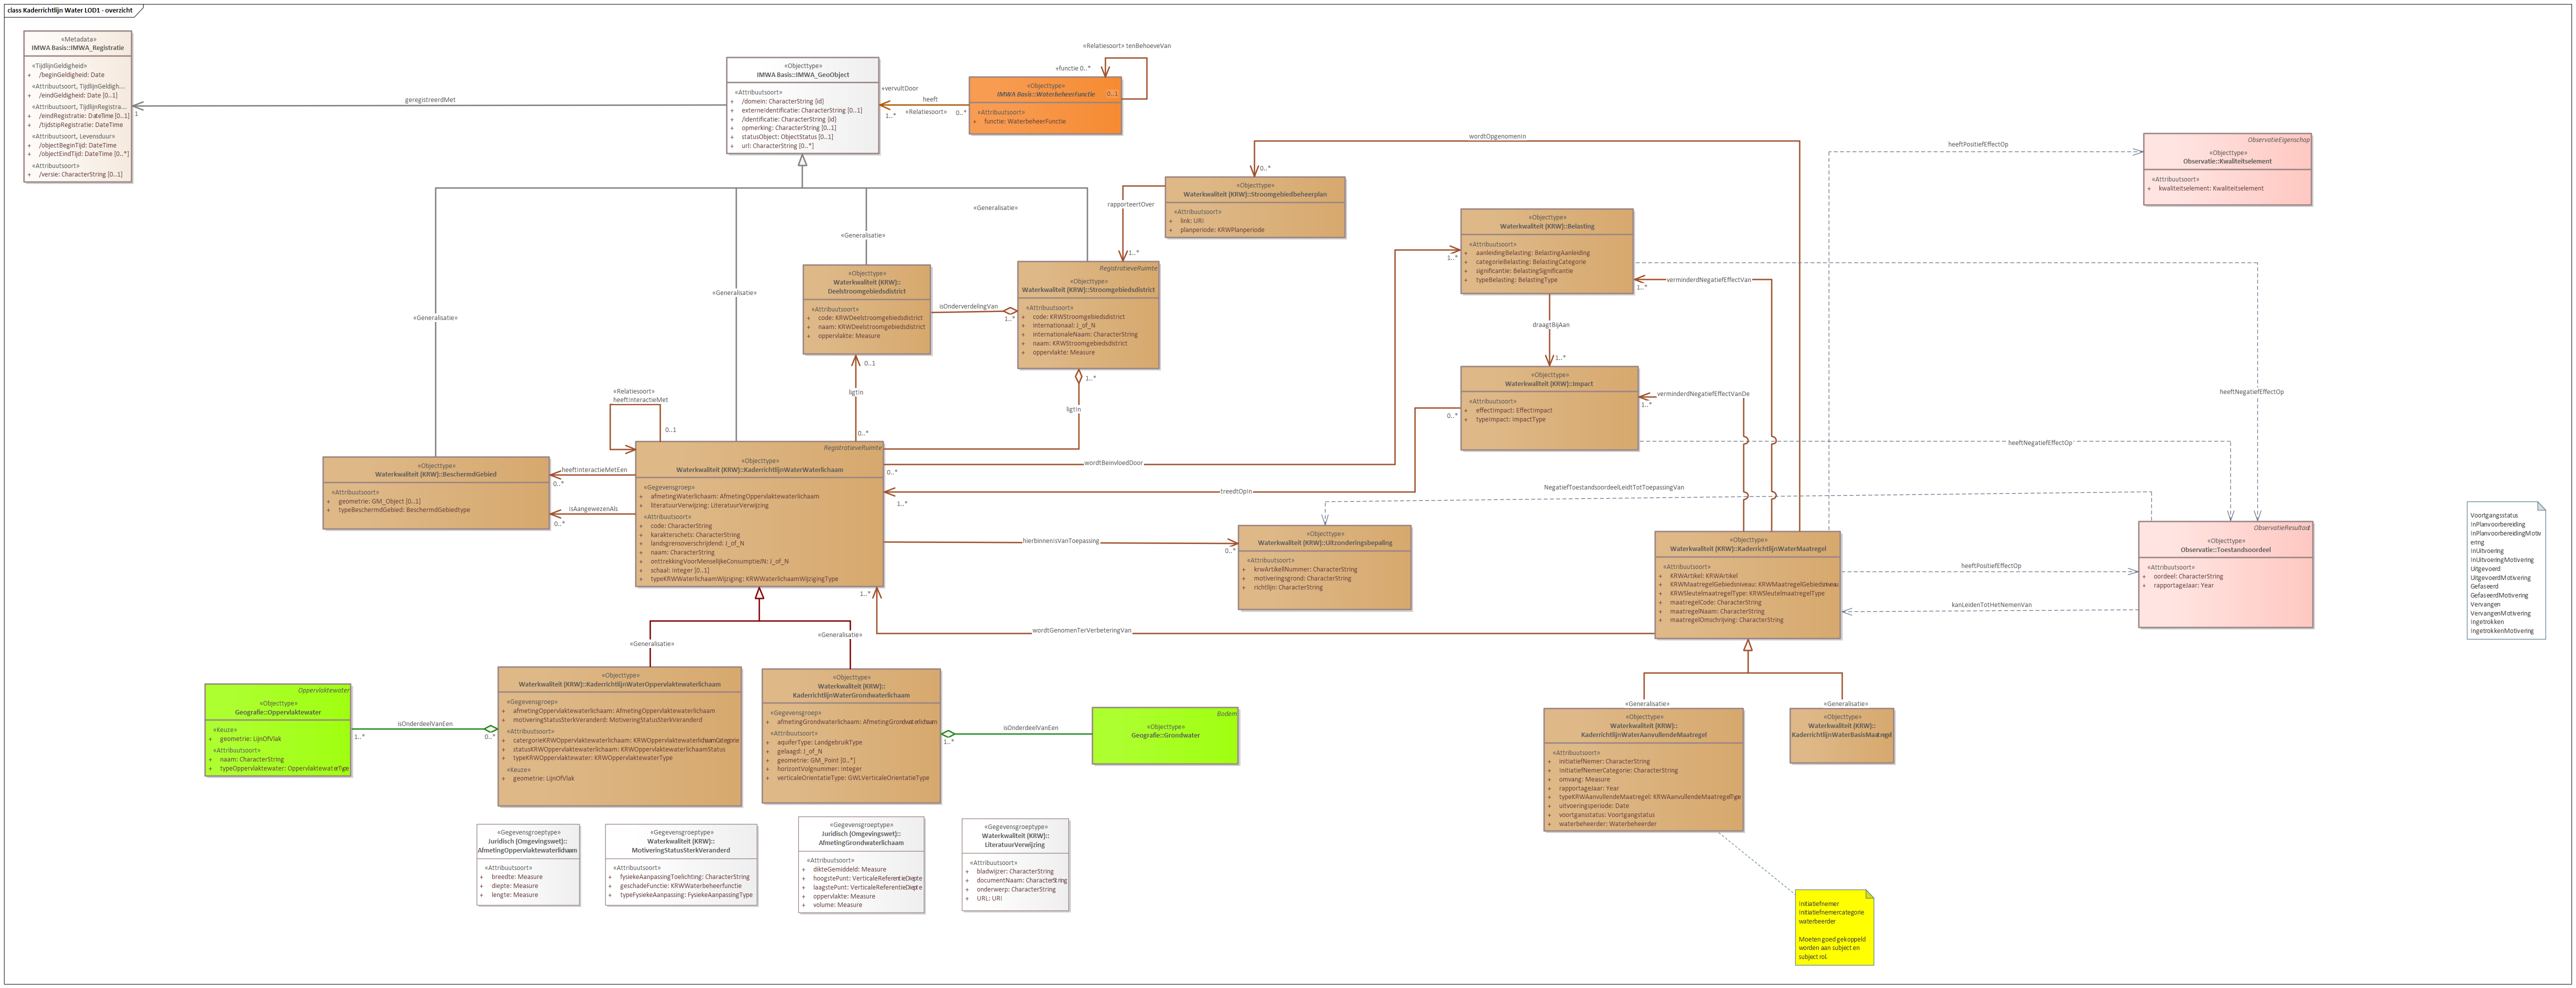 class Kaderrichtlijn Water LOD1 - overzicht
«Metadata»
IMWA Basis::IMWA_Registratie
«TijdlijnGeldigheid»
+ /beginGeldigheid: Date
«Attribuutsoort, TijdlijnGeldigh...
+ /eindGeldigheid: Date [0..1]
«Attribuutsoort, TijdlijnRegistra...
+ /eindRegistratie: DateTime [0..1]
+ /tijdstipRegistratie: DateTime
«Attribuutsoort, Levensduur»
+ /objectBeginTijd: DateTime
+ /objectEindTijd: DateTime [0..*]
«Attribuutsoort»
+ /versie: CharacterString [0..1]
1
geregistreerdMet
«Objecttype»
IMWA Basis::IMWA_GeoObject
«Attribuutsoort»
+ /domein: CharacterString {id}
+ externeIdentificatie: CharacterString [0..1]
+ /identificatie: CharacterString {id}
+ opmerking: CharacterString [0..1]
+ statusObject: ObjectStatus [0..1]
+ url: CharacterString [0..*]
+vervultDoor
1..*
heeft
«Relatiesoort»
0..*
«Objecttype»
IMWA Basis::WaterbeheerFunctie
«Attribuutsoort»
+ functie: WaterbeheerFunctie
0..1
+functie 0..*
«Relatiesoort» tenBehoeveVan
«Generalisatie»
«Generalisatie»
«Generalisatie»
«Generalisatie»
wordtOpgenomenIn
0..*
«Objecttype»
Waterkwaliteit (KRW)::Stroomgebiedbeheerplan
«Attribuutsoort»
+ link: URI
+ planperiode: KRWPlanperiode
rapporteertOver
1..*
heeftPositiefEffectOp
ObservatieEigenschap
«Objecttype»
Observatie::Kwaliteitselement
«Attribuutsoort»
+ kwaliteitselement: Kwaliteitselement
«Objecttype»
Waterkwaliteit (KRW)::
Deelstroomgebiedsdistrict
«Attribuutsoort»
+ code: KRWDeelstroomgebiedsdistrict
+ naam: KRWDeelstroomgebiedsdistrict
+ oppervlakte: Measure
isOnderverdelingVan
1..*
RegistratieveRuimte
«Objecttype»
Waterkwaliteit (KRW)::Stroomgebiedsdistrict
«Attribuutsoort»
+ code: KRWStroomgebiedsdistrict
+ internationaal: J_of_N
+ internationaleNaam: CharacterString
+ naam: KRWStroomgebiedsdistrict
+ oppervlakte: Measure
0..1
ligtIn
0..*
1..*
ligtIn
«Objecttype»
Waterkwaliteit (KRW)::Belasting
«Attribuutsoort»
+ aanleidingBelasting: BelastingAanleiding
+ categorieBelasting: BelastingCategorie
+ significantie: BelastingSignificantie
+ typeBelasting: BelastingType
1..*
verminderdNegatiefEffectVan
1..*
draagtBijAan
1..*
«Objecttype»
Waterkwaliteit (KRW)::Impact
«Attribuutsoort»
+ effectImpact: EffectImpact
+ typeImpact: ImpactType
0..*
verminderdNegatiefEffectVanDe
1..*
heeftNegatiefEffectOp
heeftNegatiefEffectOp
«Relatiesoort»
heeftInteractieMet
0..1
«Objecttype»
Waterkwaliteit (KRW)::BeschermdGebied
«Attribuutsoort»
+ geometrie: GM_Object [0..1]
+ typeBeschermdGebied: BeschermdGebiedtype
heeftInteractieMetEen
0..*
isAangewezenAls
0..*
RegistratieveRuimte
«Objecttype»
Waterkwaliteit (KRW)::KaderrichtlijnWaterWaterlichaam
«Gegevensgroep»
+ afmetingWaterlichaam: AfmetingOppervlaktewaterlichaam
+ literatuurVerwijzing: LiteratuurVerwijzing
«Attribuutsoort»
+ code: CharacterString
+ karakterschets: CharacterString
+ landsgrensoverschrijdend: J_of_N
+ naam: CharacterString
+ onttrekkingVoorMenselijkeConsumptieJN: J_of_N
+ schaal: Integer [0..1]
+ typeKRWWaterlichaamWijziging: KRWWaterlichaamWijzigingType
wordtBeinvloedDoor
0..*
treedtOpIn
1..*
NegatiefToestandsoordeelLeidtTotToepassingVan
hierbinnenIsVanToepassing
0..*
«Objecttype»
Waterkwaliteit (KRW)::Uitzonderingsbepaling
«Attribuutsoort»
+ krwArtikelNummer: CharacterString
+ motiveringsgrond: CharacterString
+ richtlijn: CharacterString
1..*
wordtGenomenTerVerbeteringVan
«Objecttype»
Waterkwaliteit (KRW)::KaderrichtlijnWaterMaatregel
«Attribuutsoort»
+ KRWArtikel: KRWArtikel
+ KRWMaatregelGebiedsniveau: KRWMaatregelGebiedsniveau
+ KRWSleutelmaatregelType: KRWSleutelmaatregelType
+ maatregelCode: CharacterString
+ maatregelNaam: CharacterString
+ maatregelOmschrijving: CharacterString
heeftPositiefEffectOp
kanLeidenTotHetNemenVan
ObservatieResultaat
«Objecttype»
Observatie::Toestandsoordeel
«Attribuutsoort»
+ oordeel: CharacterString
+ rapportageJaar: Year
Voortgangsstatus
InPlanvoorbereiding
InPlanvoorbereidingMotiv
ering
InUitvoering
InUitvoeringMotivering
Uitgevoerd
UitgevoerdMotivering
Gefaseerd
GefaseerdMotivering
Vervangen
VervangenMotivering
Ingetrokken
IngetrokkenMotivering
«Generalisatie»
«Generalisatie»
Oppervlaktewater
«Objecttype»
Geografie::Oppervlaktewater
«Keuze»
+ geometrie: LijnOfVlak
«Attribuutsoort»
+ naam: CharacterString
+ typeOppervlaktewater: OppervlaktewaterType
isOnderdeelVanEen
1..*
0..*
«Objecttype»
Waterkwaliteit (KRW)::KaderrichtlijnWaterOppervlaktewaterlichaam
«Gegevensgroep»
+ afmetingOppervlaktewaterlichaam: AfmetingOppervlaktewaterlichaam
+ motiveringStatusSterkVeranderd: MotiveringStatusSterkVeranderd
«Attribuutsoort»
+ catergorieKRWOppervlaktewaterlichaam: KRWOppervlaktewaterlichaamCategorie
+ statusKRWOppervlaktewaterlichaam: KRWOppervlaktewaterlichaamStatus
+ typeKRWOppervlaktewater: KRWOppervlaktewaterType
«Keuze»
+ geometrie: LijnOfVlak
«Objecttype»
Waterkwaliteit (KRW)::
KaderrichtlijnWaterGrondwaterlichaam
«Gegevensgroep»
+ afmetingGrondwaterlichaam: AfmetingGrondwaterlichaam
«Attribuutsoort»
+ aquiferType: LandgebruikType
+ gelaagd: J_of_N
+ geometrie: GM_Point [0..*]
+ horizontVolgnummer: Integer
+ verticaleOrientatieType: GWLVerticaleOrientatieType
1..*
isOnderdeelVanEen
Bodem
«Objecttype»
Geografie::Grondwater
«Generalisatie»
«Generalisatie»
«Objecttype»
Waterkwaliteit (KRW)::
KaderrichtlijnWaterAanvullendeMaatregel
«Attribuutsoort»
+ initiatiefNemer: CharacterString
+ InitiatiefNemerCategorie: CharacterString
+ omvang: Measure
+ rapportageJaar: Year
+ typeKRWAanvullendeMaatregel: KRWAanvullendeMaatregelType
+ uitvoeringsperiode: Date
+ voortgansstatus: Voortgangstatus
+ waterbeheerder: Waterbeheerder
«Objecttype»
Waterkwaliteit (KRW)::
KaderrichtlijnWaterBasisMaatregel
«Gegevensgroeptype»
Juridisch (Omgevingswet)::
AfmetingOppervlaktewaterlichaam
«Attribuutsoort»
+ breedte: Measure
+ diepte: Measure
+ lengte: Measure
«Gegevensgroeptype»
Waterkwaliteit (KRW)::
MotiveringStatusSterkVeranderd
«Attribuutsoort»
+ fysiekeAanpassingToelichting: CharacterString
+ geschadeFunctie: KRWWaterbeheerfunctie
+ typeFysiekeAanpassing: FysiekeAanpassingType
«Gegevensgroeptype»
Juridisch (Omgevingswet)::
AfmetingGrondwaterlichaam
«Attribuutsoort»
+ dikteGemiddeld: Measure
+ hoogstePunt: VerticaleReferentieDiepte
+ laagstePunt: VerticaleReferentieDiepte
+ oppervlakte: Measure
+ volume: Measure
«Gegevensgroeptype»
Waterkwaliteit (KRW)::
LiteratuurVerwijzing
«Attribuutsoort»
+ bladwijzer: CharacterString
+ documentNaam: CharacterString
+ onderwerp: CharacterString
+ URL: URI
Initiatiefnemer
Initiatiefnemercategorie
waterbeerder
Moeten goed gekoppeld
worden aan subject en
subject rol.